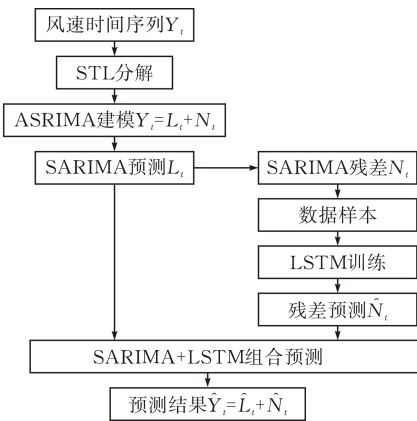 风速时间序列Yt
STL分解
ASRIMA建模Yt=Lt+Nt
SARIMA预测Lt
SARIMA残差Nt
数据样本
LSTM训练
残差预测N̂t
SARIMA+LSTM组合预测
预测结果Ŷt=L̂t+N̂t